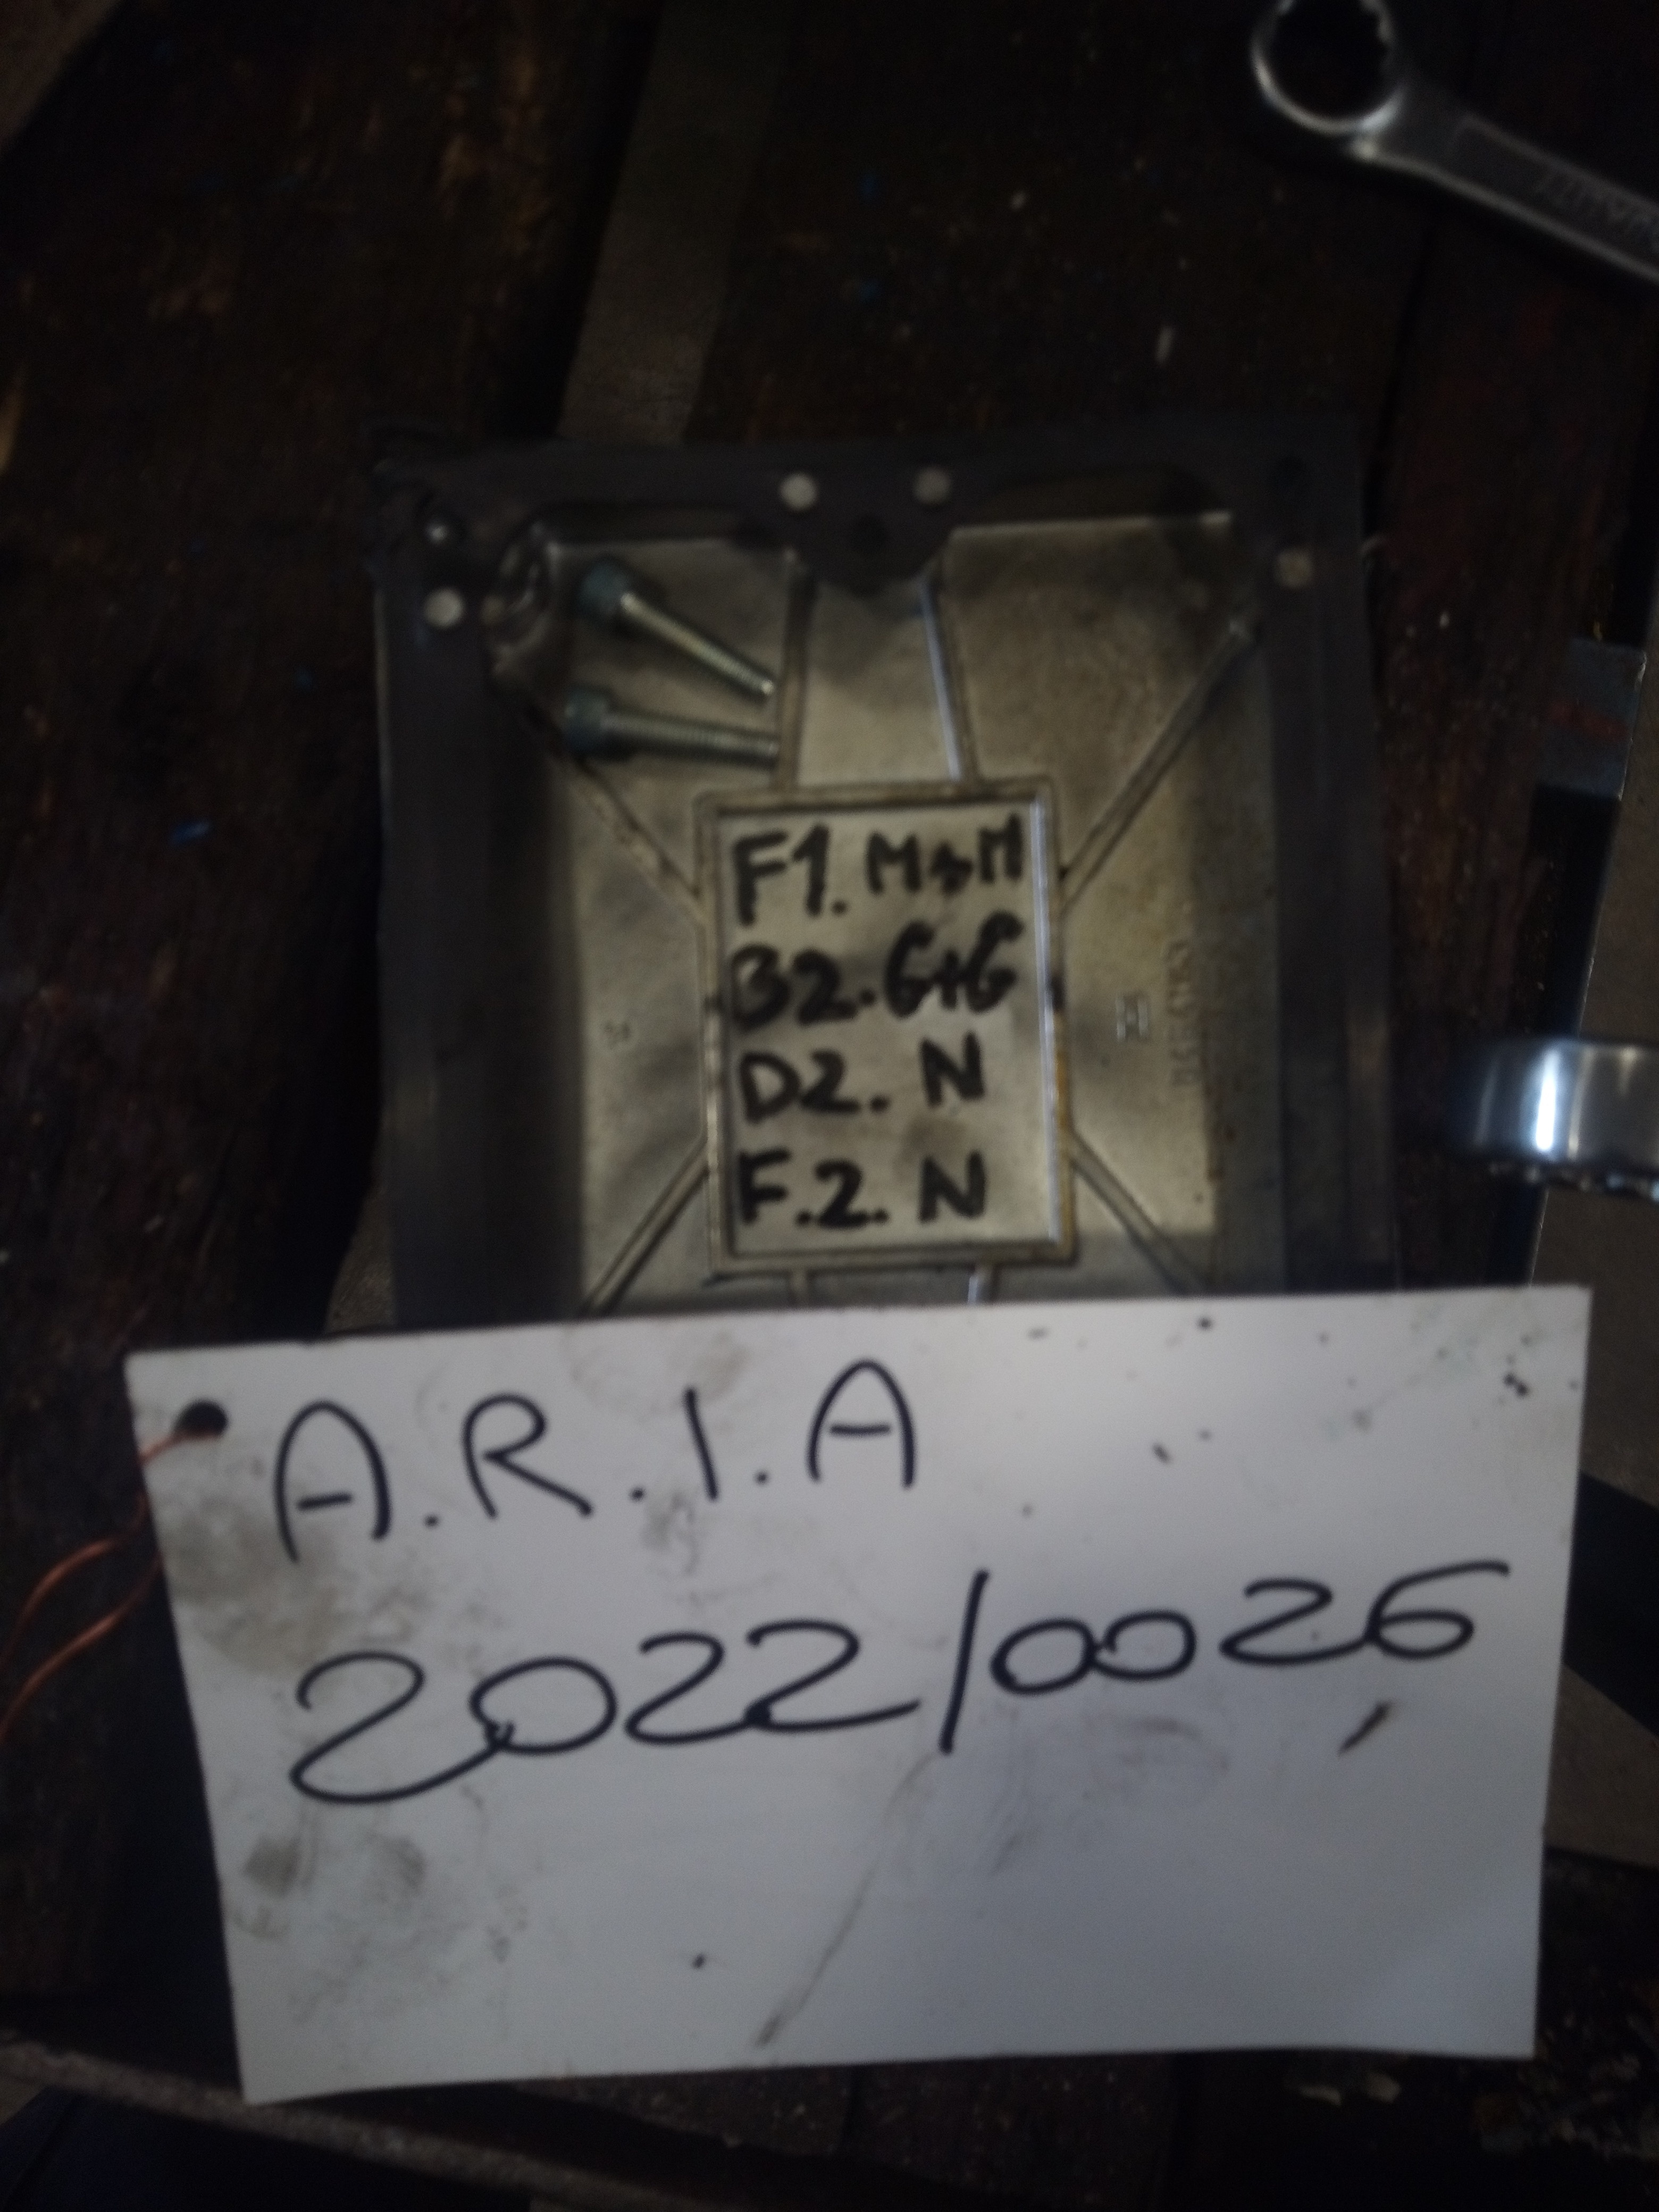 F1. M+M
B2. G+G
D2. N
F.2. N
A.R.I.A
2022/0026